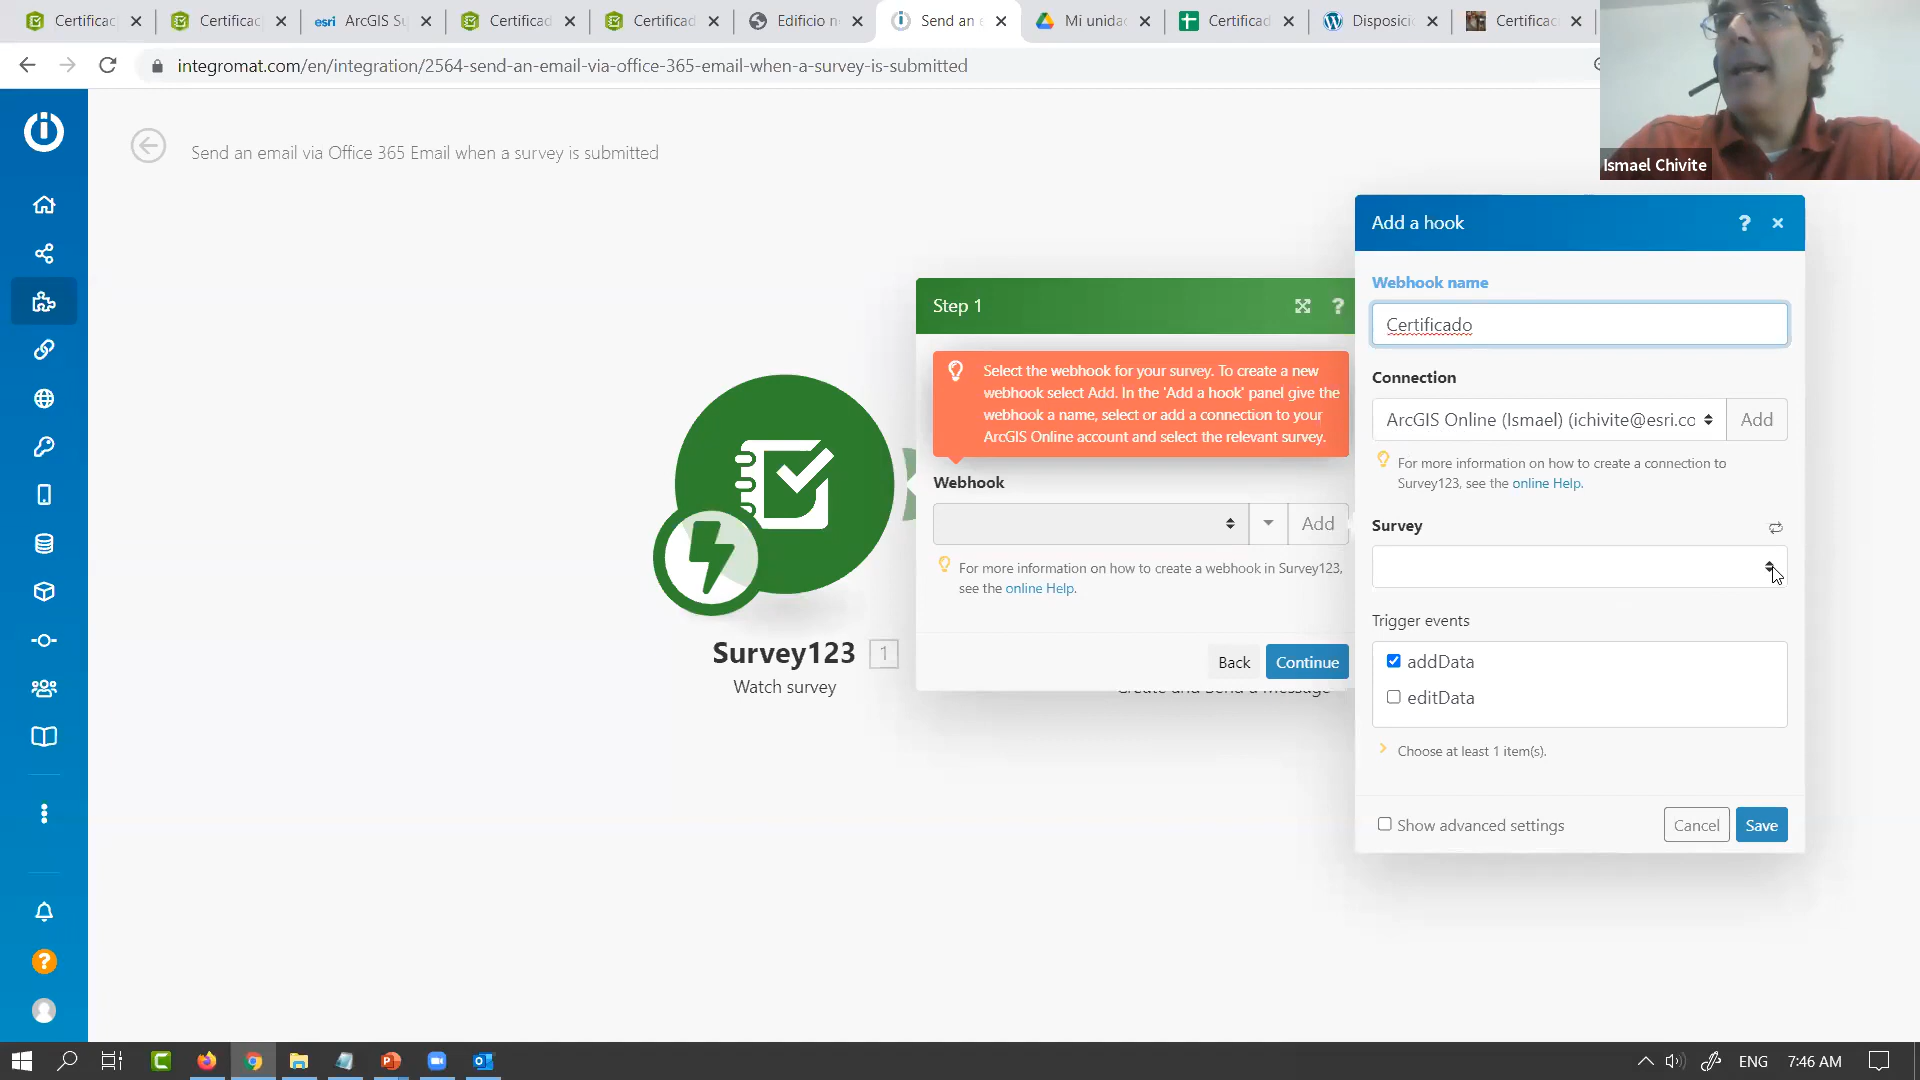 Certificac
Certificac
esri ArcGIS Su
Certificad
Certificad
Edificio n
Send an e
Mi unidad
Certificad
Disposici
Certificac
integromat.com/en/integration/2564-send-an-email-via-office-365-email-when-a-survey-is-submitted
Send an email via Office 365 Email when a survey is submitted
Ismael Chivite
Add a hook
Webhook name
Certificado
Connection
ArcGIS Online (Ismael) (ichivite@esri.co
Add
For more information on how to create a connection to
Survey123, see the online Help.
Survey
Trigger events
addData
editData
Choose at least 1 item(s).
Show advanced settings
Cancel
Save
Step 1
Select the webhook for your survey. To create a new
webhook select Add. In the 'Add a hook' panel give the
webhook a name, select or add a connection to your
ArcGIS Online account and select the relevant survey.
Webhook
Add
For more information on how to create a webhook in Survey123,
see the online Help.
Back
Continue
Survey123
1
Watch survey
Create and Send a Message
ENG
7:46 AM